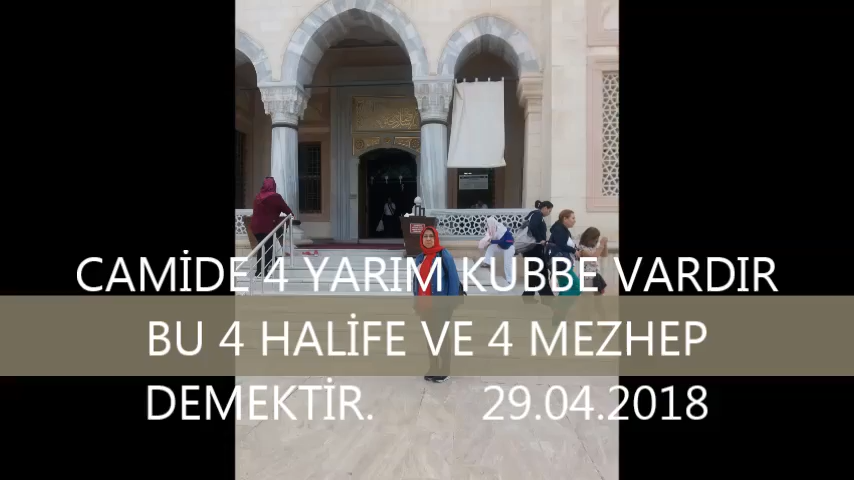 CAMİDE 4 YARIM KUBBE VARDIR
BU 4 HALİFE VE 4 MEZHEP
DEMEKTİR. 29.04.2018